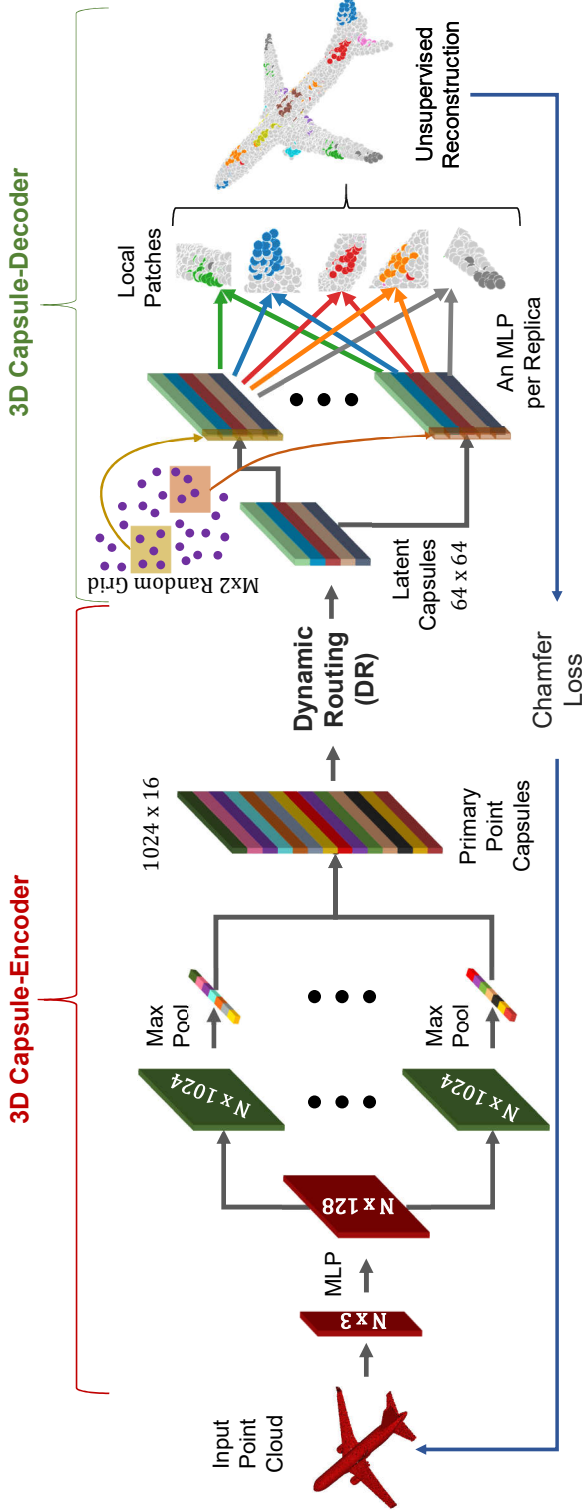 3D Capsule-Encoder
3D Capsule-Decoder
Input
Point
Cloud
N x 3
MLP
N x 128
N x 1024
N x 1024
Max
Pool
Max
Pool
1024 x 16
Primary
Point
Capsules
Dynamic
Routing
(DR)
Mx2 Random Grid
Latent
Capsules
64 x 64
An MLP
per Replica
Local
Patches
Unsupervised
Reconstruction
Chamfer
Loss